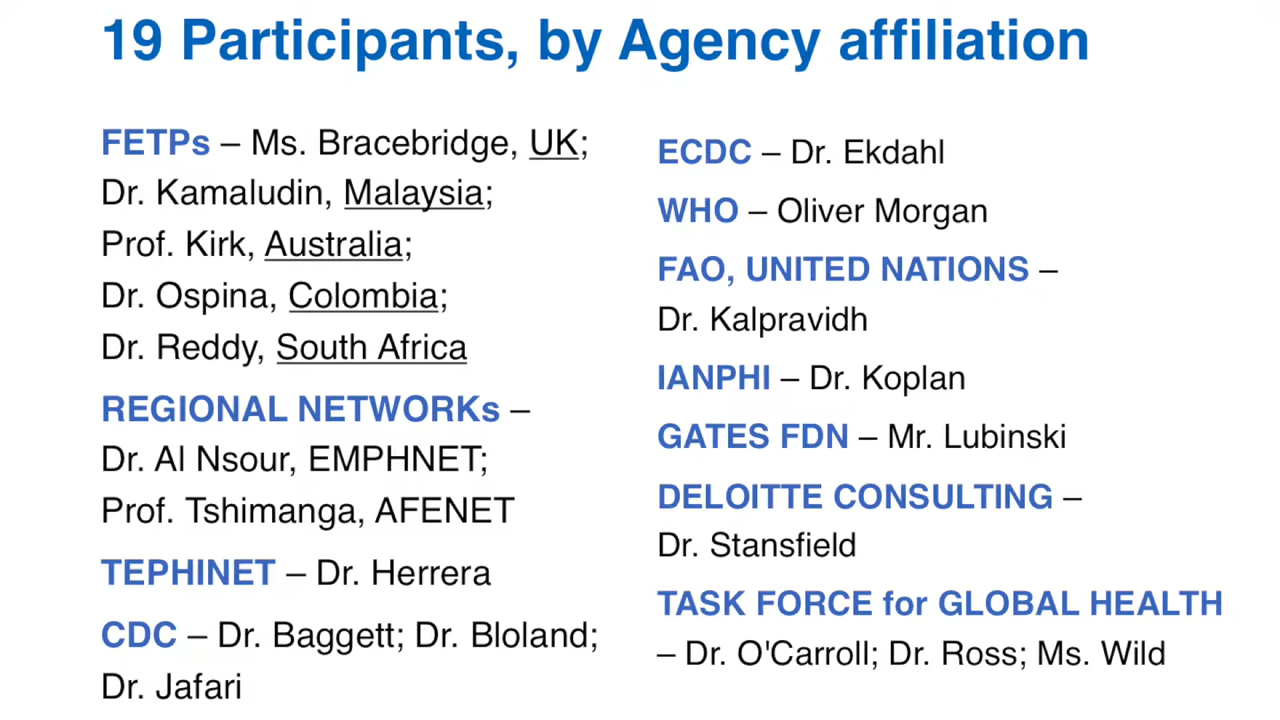 19 Participants, by Agency affiliation
FETPs – Ms. Bracebridge, UK;
Dr. Kamaludin, Malaysia;
Prof. Kirk, Australia;
Dr. Ospina, Colombia;
Dr. Reddy, South Africa
REGIONAL NETWORKs –
Dr. Al Nsour, EMPHNET;
Prof. Tshimanga, AFENET
TEPHINET – Dr. Herrera
CDC – Dr. Baggett; Dr. Bloland;
Dr. Jafari
ECDC – Dr. Ekdahl
WHO – Oliver Morgan
FAO, UNITED NATIONS –
Dr. Kalpravidh
IANPHI – Dr. Koplan
GATES FDN – Mr. Lubinski
DELOITTE CONSULTING –
Dr. Stansfield
TASK FORCE for GLOBAL HEALTH
– Dr. O'Carroll; Dr. Ross; Ms. Wild